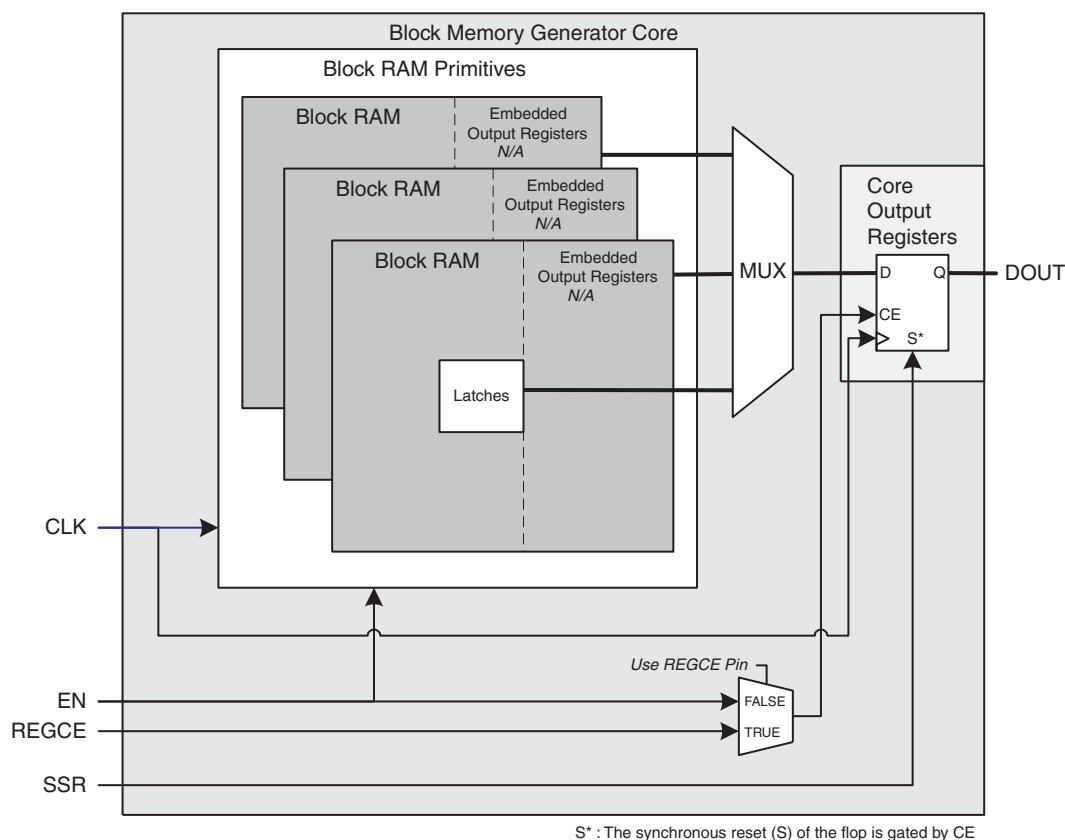 Block Memory Generator Core
Block RAM Primitives
Block RAM
Embedded
Output Registers
N/A
Block RAM
Embedded
Output Registers
N/A
Block RAM
Embedded
Output Registers
N/A
Latches
MUX
Core
Output
Registers
D
Q
CE
S*
DOUT
CLK
Use REGCE Pin
EN
FALSE
REGCE
TRUE
SSR
S* : The synchronous reset (S) of the flop is gated by CE